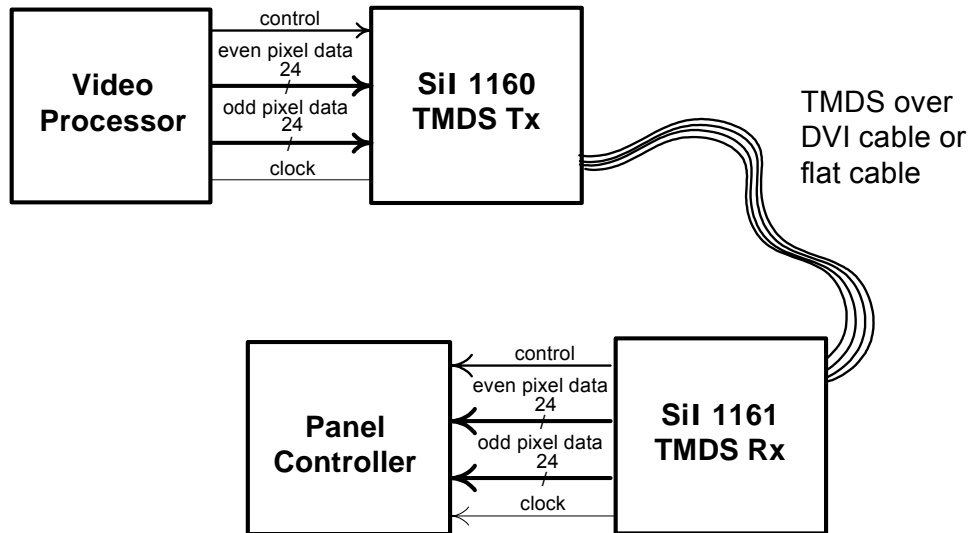 control
even pixel data
24
Video
Processor
odd pixel data
24
clock
SiI 1160
TMDS Tx
TMDS over
DVI cable or
flat cable
Panel
Controller
control
even pixel data
24
odd pixel data
24
clock
SiI 1161
TMDS Rx